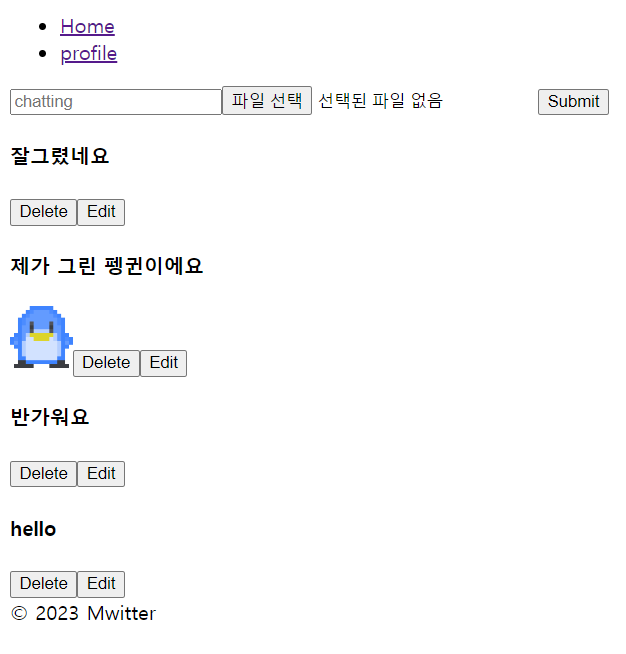 Home
profile
chatting 파일 선택 선택된 파일 없음 Submit
잘그렸네요
Delete Edit
제가 그린 펭귄이에요
Delete Edit
반가워요
Delete Edit
hello
Delete Edit
© 2023 Mwitter